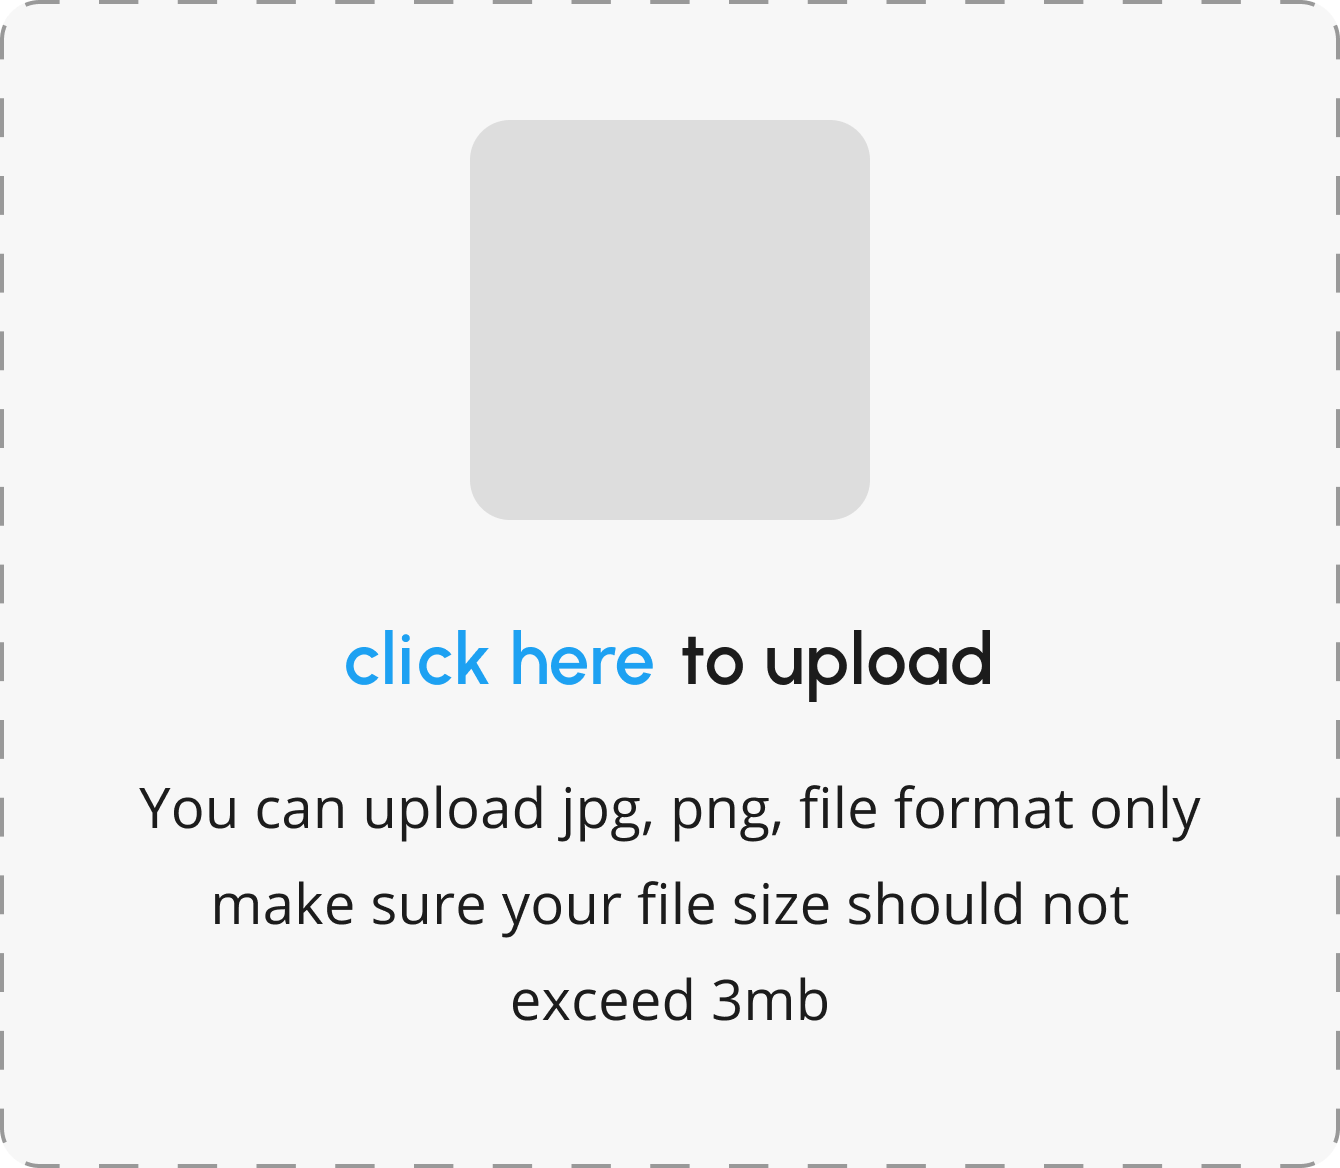 click here to upload
You can upload jpg, png, file format only
make sure your file size should not
exceed 3mb